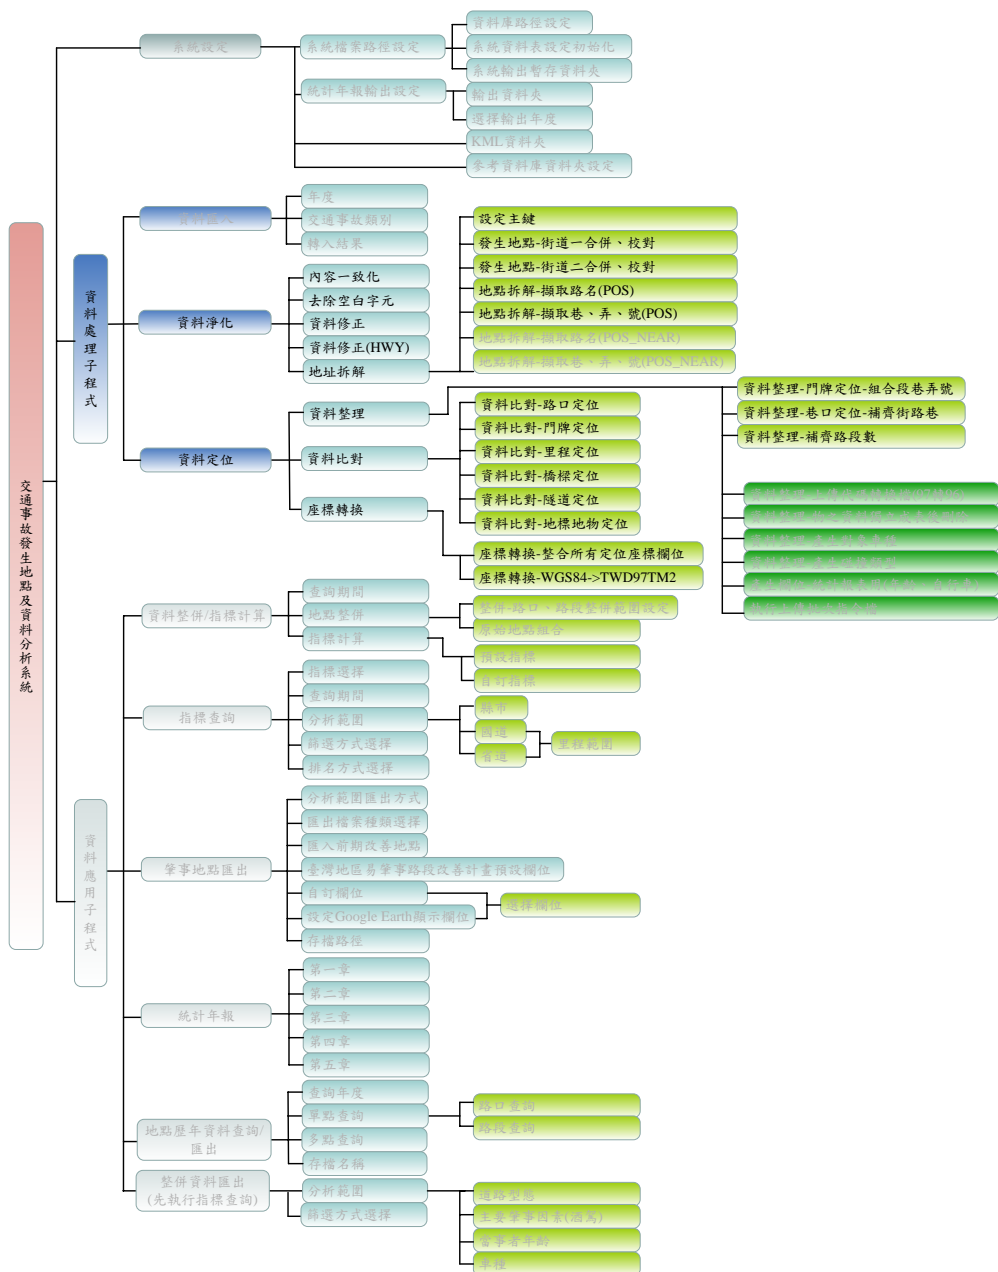 交通事故發生地點及資料分析系統
系統設定
系統檔案路徑設定
資料庫路徑設定
系統資料表設定初始化
系統輸出暫存資料夾
統計年報輸出設定
輸出資料夾
選擇輸出年度
KML資料夾
參考資料庫資料夾設定
資料處理子程式
資料匯入
年度
交通事故類別
轉入結果
資料淨化
內容一致化
去除空白字元
資料修正
資料修正(HWY)
地址拆解
設定主鍵
發生地點-街道一合併、校對
發生地點-街道二合併、校對
地點拆解-擷取路名(POS)
地點拆解-擷取巷、弄、號(POS)
地點拆解-擷取路名(POS_NEAR)
地點拆解-擷取巷、弄、號(POS_NEAR)
資料定位
資料整理
資料整理-門牌定位-組合段巷弄號
資料整理-巷口定位-補齊街路巷
資料整理-補齊路段數
資料比對
資料比對-路口定位
資料比對-門牌定位
資料比對-里程定位
資料比對-橋樑定位
資料比對-隧道定位
資料比對-地標地物定位
座標轉換
座標轉換-整合所有定位座標欄位
座標轉換-WGS84->TWD97TM2
資料應用子程式
資料整併/指標計算
查詢期間
地點整併
整併-路口、路段整併範圍設定
原始地點組合
指標計算
預設指標
自訂指標
指標查詢
指標選擇
查詢期間
分析範圍
縣市
國道
省道
里程範圍
篩選方式選擇
排名方式選擇
肇事地點匯出
分析範圍匯出方式
匯出檔案種類選擇
匯入前期改善地點
臺灣地區易肇事路段改善計畫預設欄位
自訂欄位
設定Google Earth顯示欄位
選擇欄位
存檔路徑
統計年報
第一章
第二章
第三章
第四章
第五章
地點歷年資料查詢/
匯出
查詢年度
單點查詢
路口查詢
路段查詢
多點查詢
存檔名稱
整併資料匯出
(先執行指標查詢)
分析範圍
道路型態
主要肇事因素(酒駕)
當事者年齡
車種
篩選方式選擇